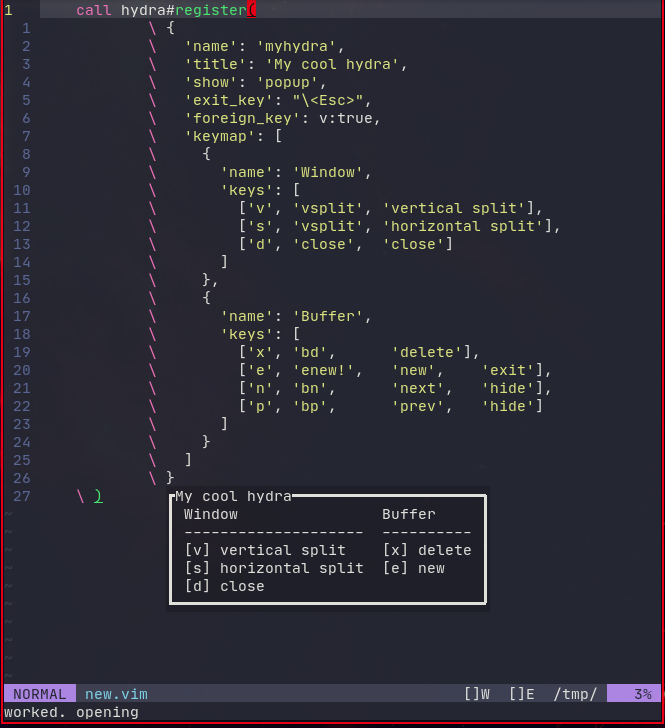 1       call hydra#register(
  1               \ {
  2               \   'name': 'myhydra',
  3               \   'title': 'My cool hydra',
  4               \   'show': 'popup',
  5               \   'exit_key': "\<Esc>",
  6               \   'foreign_key': v:true,
  7               \   'keymap': [
  8               \     {
  9               \       'name': 'Window',
 10               \       'keys': [
 11               \         ['v', 'vsplit', 'vertical split'],
 12               \         ['s', 'vsplit', 'horizontal split'],
 13               \         ['d', 'close',  'close']
 14               \       ]
 15               \     },
 16               \     {
 17               \       'name': 'Buffer',
 18               \       'keys': [
 19               \         ['x', 'bd',      'delete'],
 20               \         ['e', 'enew!',   'new',    'exit'],
 21               \         ['n', 'bn',      'next',   'hide'],
 22               \         ['p', 'bp',      'prev',   'hide']
 23               \       ]
 24               \     }
 25               \   ]
 26               \ }
 27     \ )
My cool hydra
Window                Buffer
--------------------  ----------
[v] vertical split    [x] delete
[s] horizontal split  [e] new
[d] close
~
~
~
~
~
~
~
~
~
NORMAL  new.vim  []W  []E  /tmp/  3%
worked. opening